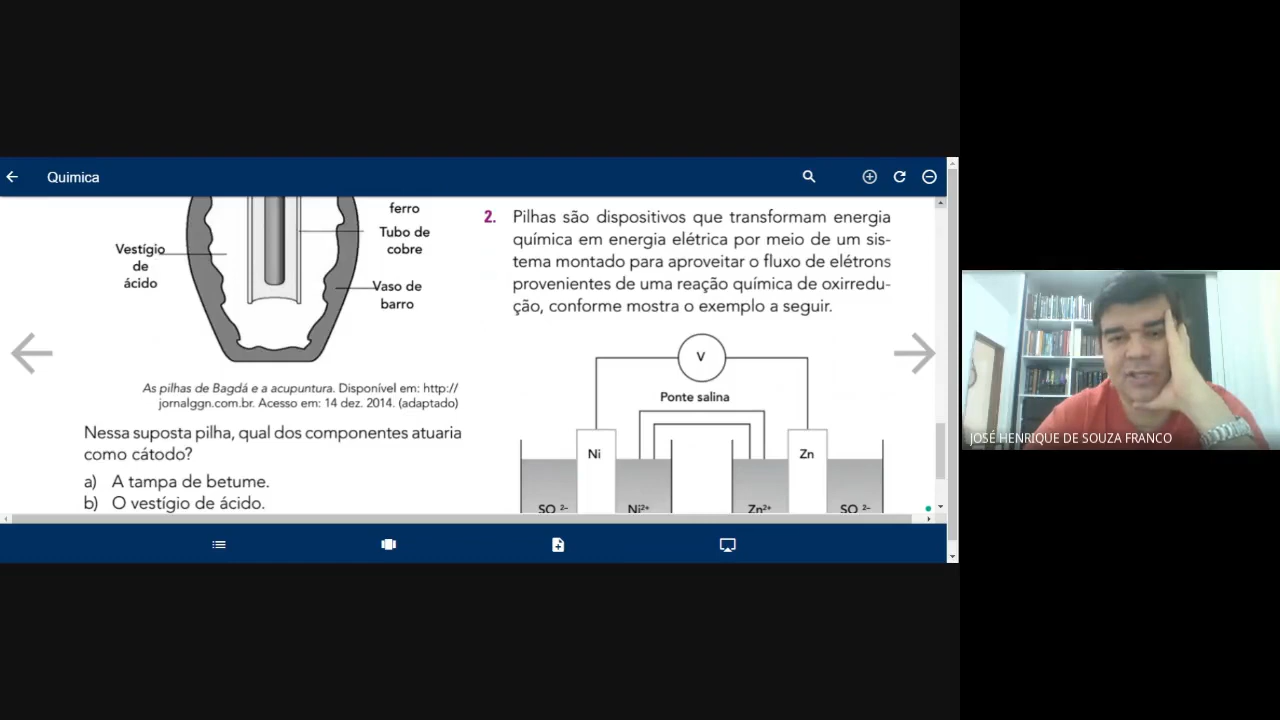 Quimica
ferro
Tubo de
cobre
Vestígio
de
ácido
Vaso de
barro
As pilhas de Bagdá e a acupuntura. Disponível em: http://
jornalggn.com.br. Acesso em: 14 dez. 2014. (adaptado)
Nessa suposta pilha, qual dos componentes atuaria
como cátodo?
a) A tampa de betume.
b) O vestígio de ácido.
2. Pilhas são dispositivos que transformam energia
química em energia elétrica por meio de um sis-
tema montado para aproveitar o fluxo de elétrons
provenientes de uma reação química de oxirredu-
ção, conforme mostra o exemplo a seguir.
V
Ponte salina
Ni
Zn
SO 2– Ni2+ Zn2+ SO 2–
JOSÉ HENRIQUE DE SOUZA FRANCO